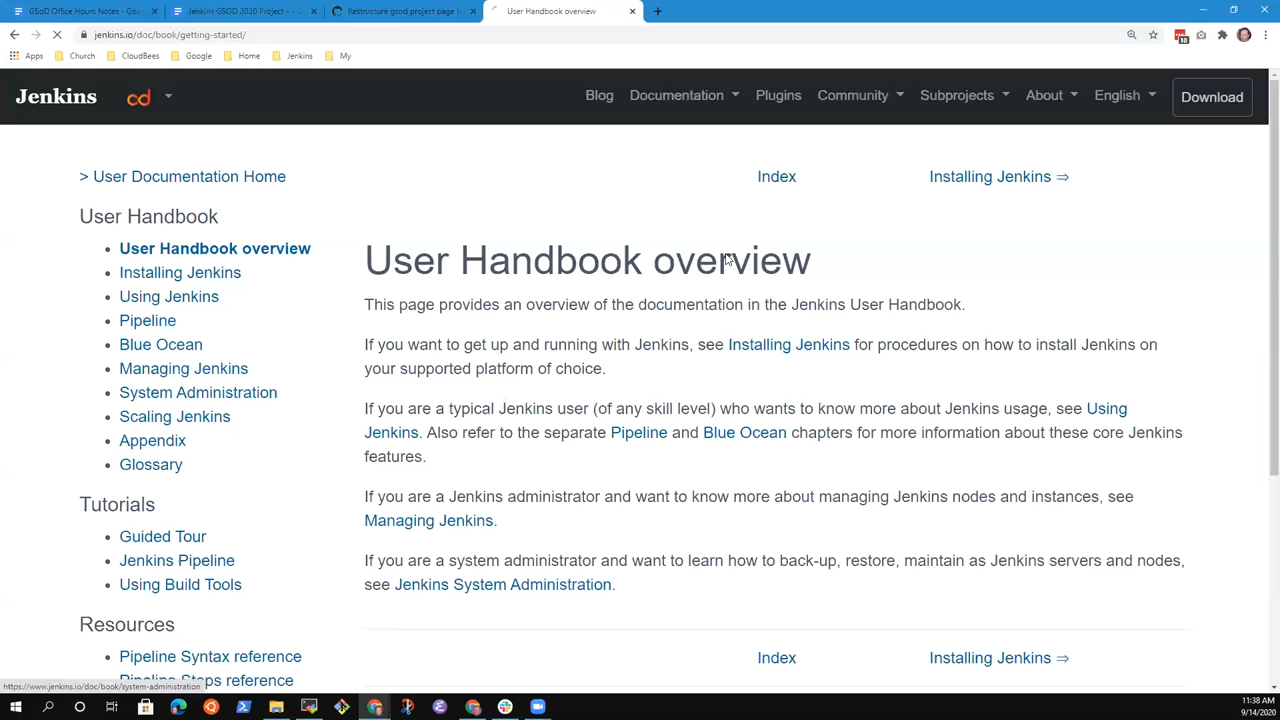 GSoD Office Hours Notes - Goog
Jenkins GSOD 2020 Project - -
Restructure gsod project page l
User Handbook overview
jenkins.io/doc/book/getting-started/
10
Apps
Church
CloudBees
Google
Home
Jenkins
My
Jenkins
cd
Blog
Documentation
Plugins
Community
Subprojects
About
English
Download
> User Documentation Home
Index
Installing Jenkins ⇒
User Handbook
• User Handbook overview
• Installing Jenkins
• Using Jenkins
• Pipeline
• Blue Ocean
• Managing Jenkins
• System Administration
• Scaling Jenkins
• Appendix
• Glossary
Tutorials
• Guided Tour
• Jenkins Pipeline
• Using Build Tools
Resources
• Pipeline Syntax reference
• Pipeline Steps reference
User Handbook overview
This page provides an overview of the documentation in the Jenkins User Handbook.
If you want to get up and running with Jenkins, see Installing Jenkins for procedures on how to install Jenkins on
your supported platform of choice.
If you are a typical Jenkins user (of any skill level) who wants to know more about Jenkins usage, see Using
Jenkins. Also refer to the separate Pipeline and Blue Ocean chapters for more information about these core Jenkins
features.
If you are a Jenkins administrator and want to know more about managing Jenkins nodes and instances, see
Managing Jenkins.
If you are a system administrator and want to learn how to back-up, restore, maintain as Jenkins servers and nodes,
see Jenkins System Administration.
Index
Installing Jenkins ⇒
https://www.jenkins.io/doc/book/system-administration
11:38 AM
9/14/2020